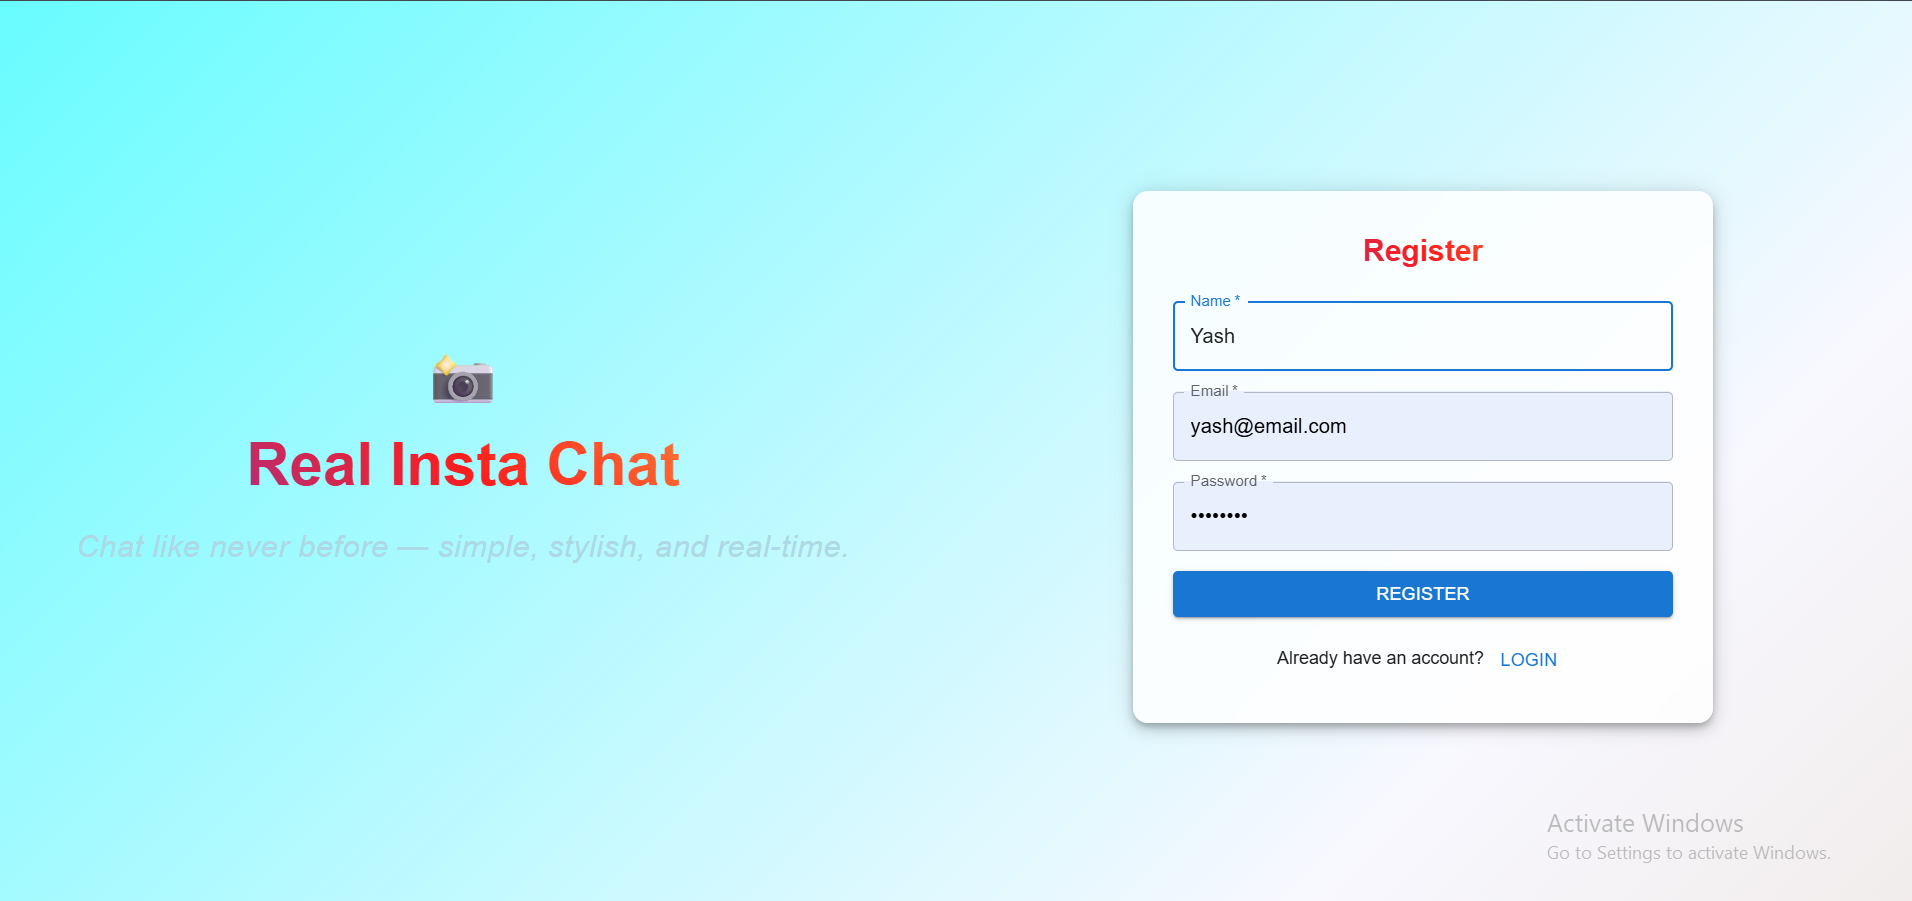 Real Insta Chat
Chat like never before — simple, stylish, and real-time.
Register
Name *
Yash
Email *
yash@email.com
Password *
••••••••
REGISTER
Already have an account? LOGIN
Activate Windows
Go to Settings to activate Windows.